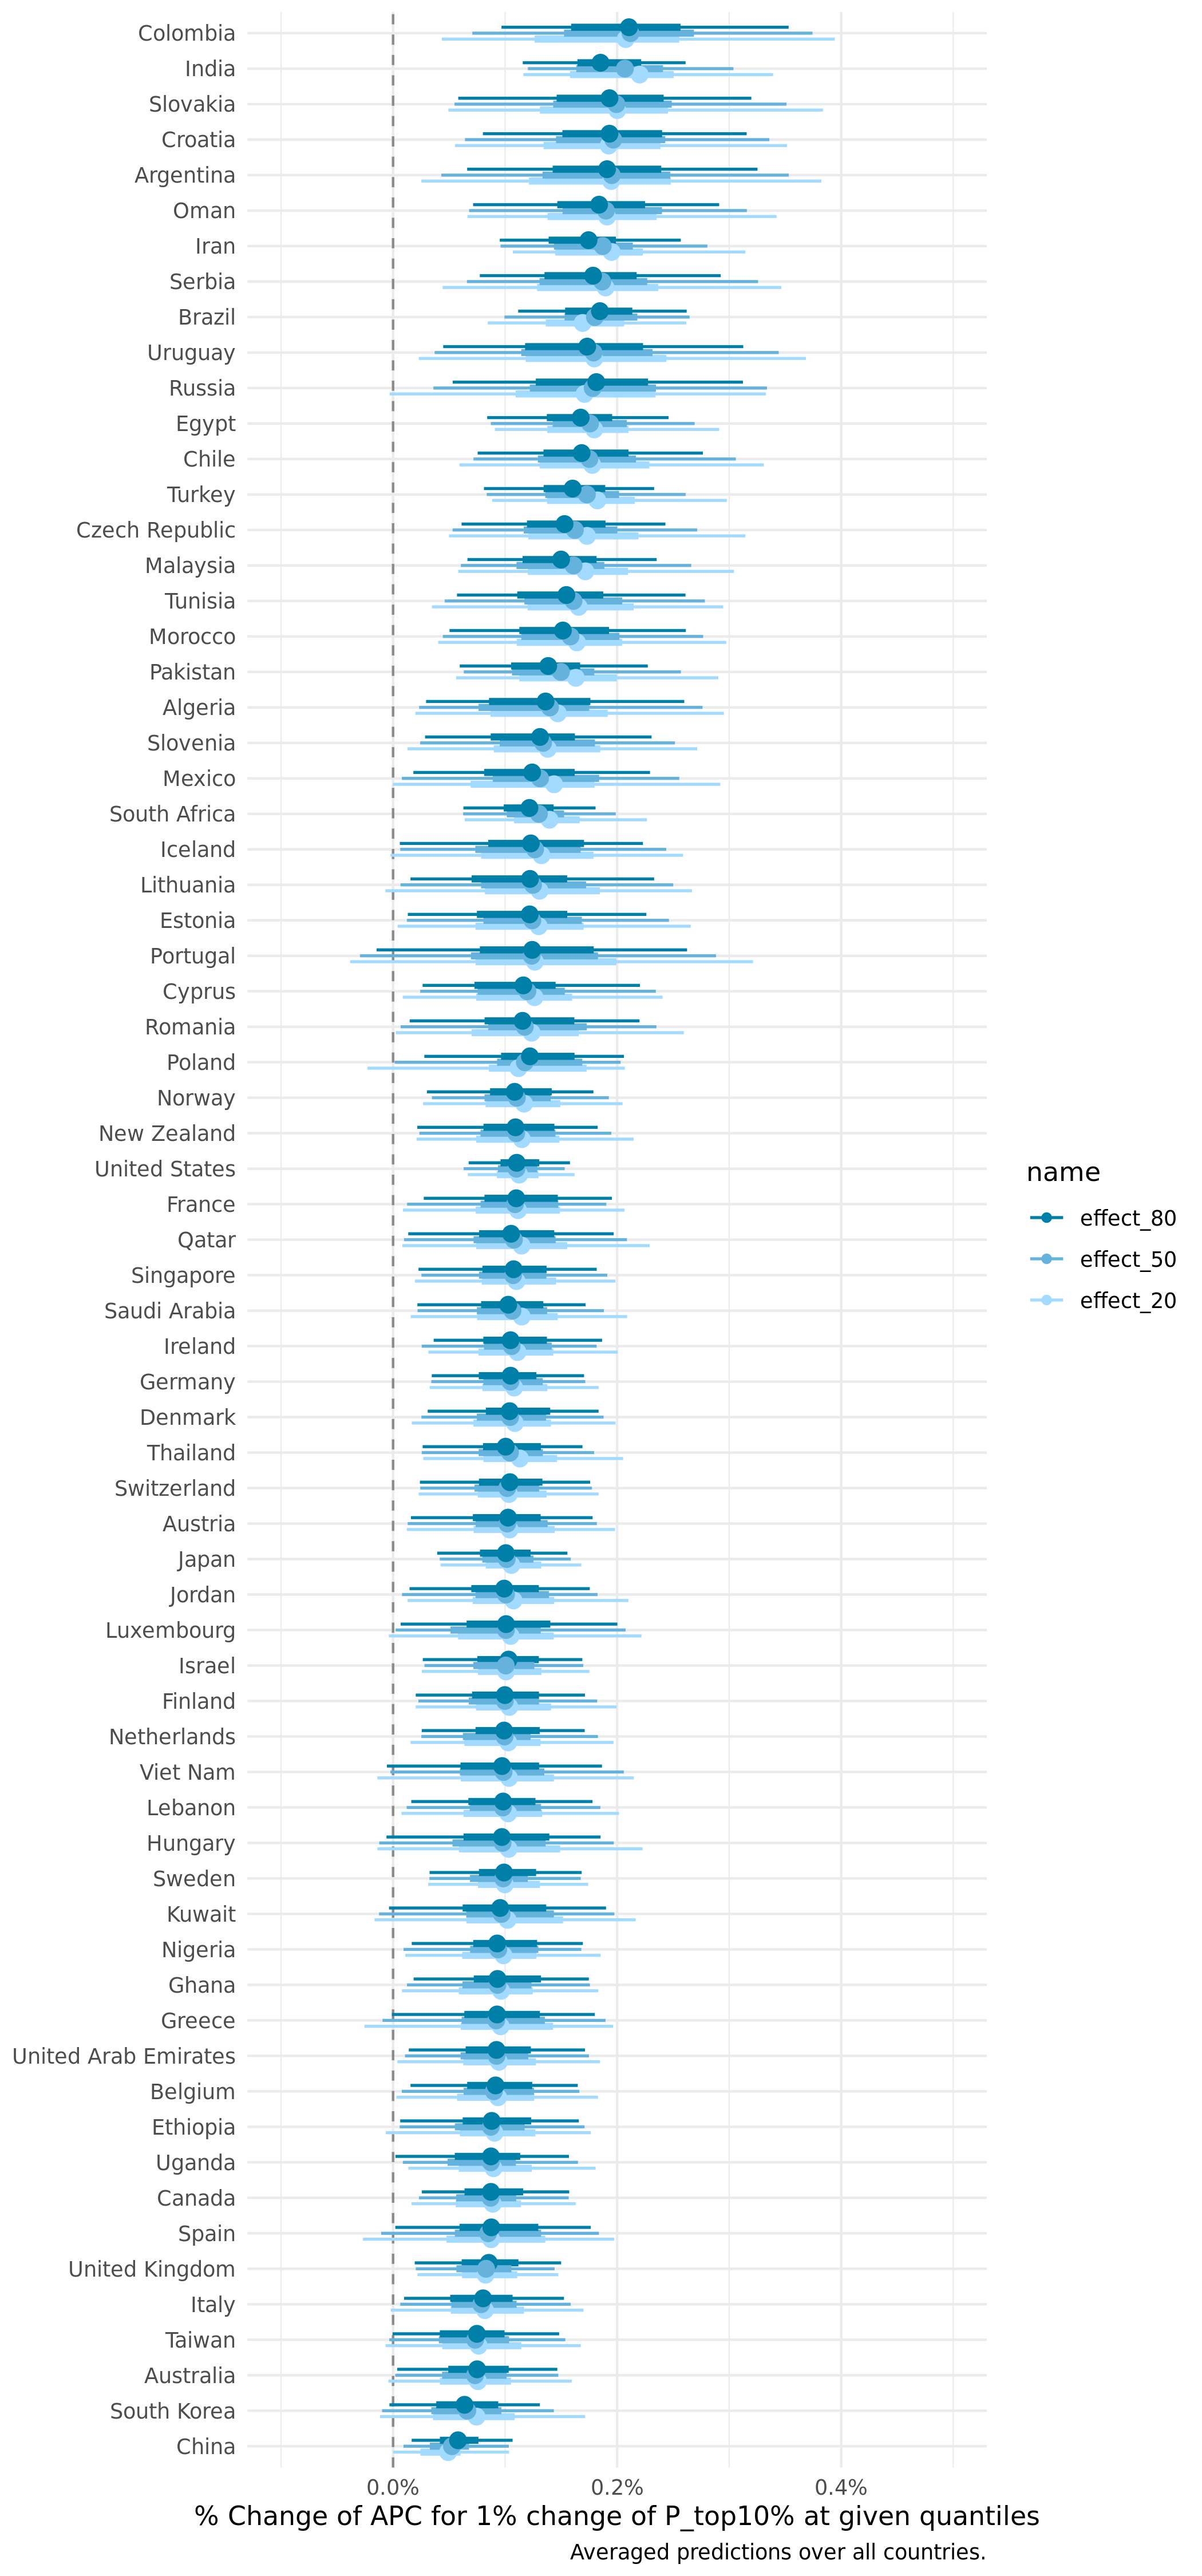 Colombia
India
Slovakia
Croatia
Argentina
Oman
Iran
Serbia
Brazil
Uruguay
Russia
Egypt
Chile
Turkey
Czech Republic
Malaysia
Tunisia
Morocco
Pakistan
Algeria
Slovenia
Mexico
South Africa
Iceland
Lithuania
Estonia
Portugal
Cyprus
Romania
Poland
Norway
New Zealand
United States
France
Qatar
Singapore
Saudi Arabia
Ireland
Germany
Denmark
Thailand
Switzerland
Austria
Japan
Jordan
Luxembourg
Israel
Finland
Netherlands
Viet Nam
Lebanon
Hungary
Sweden
Kuwait
Nigeria
Ghana
Greece
United Arab Emirates
Belgium
Ethiopia
Uganda
Canada
Spain
United Kingdom
Italy
Taiwan
Australia
South Korea
China
0.0% 0.2% 0.4%
% Change of APC for 1% change of P_top10% at given quantiles
Averaged predictions over all countries.
name
effect_80
effect_50
effect_20